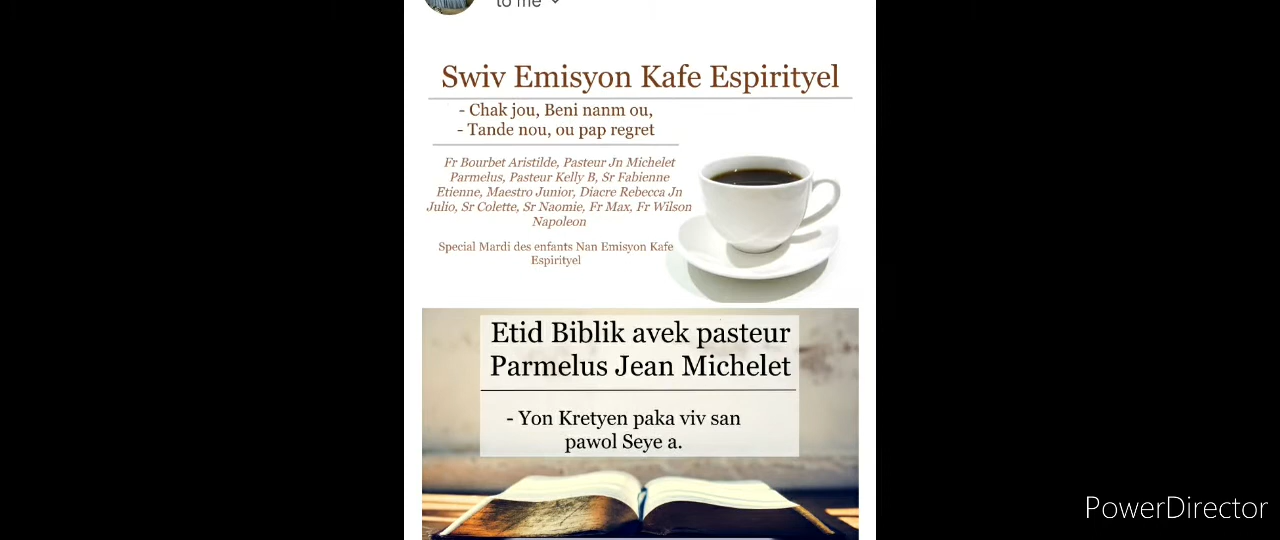 to me
Swiv Emisyon Kafe Espirityel
- Chak jou, Beni nanm ou,
- Tande nou, ou pap regret
Fr Bourbet Aristilde, Pasteur Jn Michelet
Parmelus, Pasteur Kelly B, Sr Fabienne
Etienne, Maestro Junior, Diacre Rebecca Jn
Julio, Sr Colette, Sr Naomie, Fr Max, Fr Wilson
Napoleon
Special Mardi des enfants Nan Emisyon Kafe
Espirityel
Etid Biblik avek pasteur
Parmelus Jean Michelet
- Yon Kretyen paka viv san
pawol Seye a.
PowerDirector